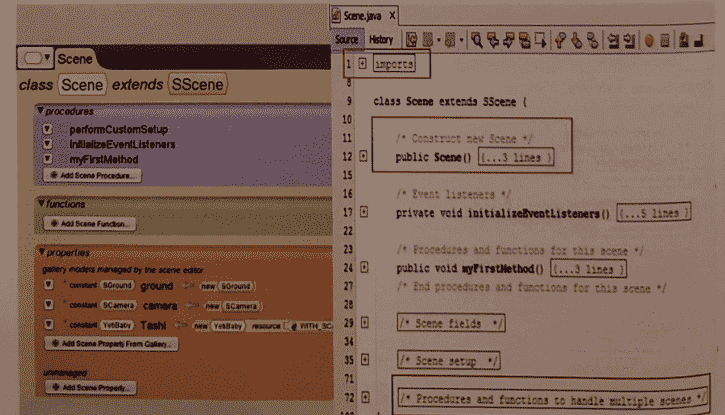 Scene
class Scene extends SScene
procedures
performCustomSetup
initializeEventListeners
myFirstMethod
Add Scene Procedure...
functions
Add Scene Function...
properties
gallery models managed by the scene editor
constant SGround ground new SGround
constant SCamera camera new SCamera
constant YetiBaby Tashi new YetiBaby resource WITH_SCA
Add Scene Property From Gallery...
unmanaged
Add Scene Property...
Scene.java X
Source History
1 imports
8
9 class Scene extends SScene {
10
11 /* Construct new Scene */
12 public Scene() {...3 lines }
15
16 /* Event listeners */
17 private void initializeEventListeners() {...5 lines }
22
23 /* Procedures and functions for this scene */
24 public void myFirstMethod() {...3 lines }
27 /* End procedures and functions for this scene */
28
29 /* Scene fields */
34
35 /* Scene setup */
71
72 /* Procedures and functions to handle multiple scenes */